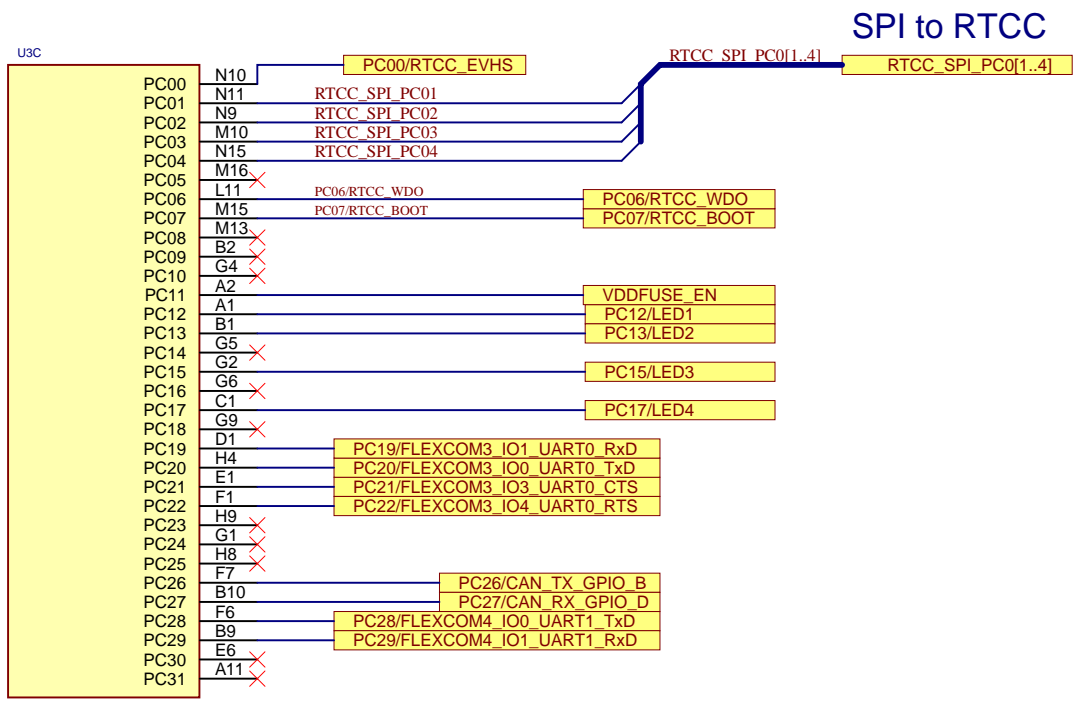 SPI to RTCC
U3C
RTCC_SPI_PC0[1..4]
PC00/RTCC_EVHS
RTCC_SPI_PC0[1..4]
PC00 N10
PC01 N11 RTCC_SPI_PC01
PC02 N9 RTCC_SPI_PC02
PC03 M10 RTCC_SPI_PC03
PC04 N15 RTCC_SPI_PC04
PC05 M16
PC06 L11 PC06/RTCC_WDO PC06/RTCC_WDO
PC07 M15 PC07/RTCC_BOOT PC07/RTCC_BOOT
PC08 M13
PC09 B2
PC10 G4
PC11 A2 VDDFUSE_EN
PC12 A1 PC12/LED1
PC13 B1 PC13/LED2
PC14 G5
PC15 G2 PC15/LED3
PC16 G6
PC17 C1 PC17/LED4
PC18 G9
PC19 D1 PC19/FLEXCOM3_IO1_UART0_RxD
PC20 H4 PC20/FLEXCOM3_IO0_UART0_TxD
PC21 E1 PC21/FLEXCOM3_IO3_UART0_CTS
PC22 F1 PC22/FLEXCOM3_IO4_UART0_RTS
PC23 H9
PC24 G1
PC25 H8
PC26 F7 PC26/CAN_TX_GPIO_B
PC27 B10 PC27/CAN_RX_GPIO_D
PC28 F6 PC28/FLEXCOM4_IO0_UART1_TxD
PC29 B9 PC29/FLEXCOM4_IO1_UART1_RxD
PC30 E6
PC31 A11